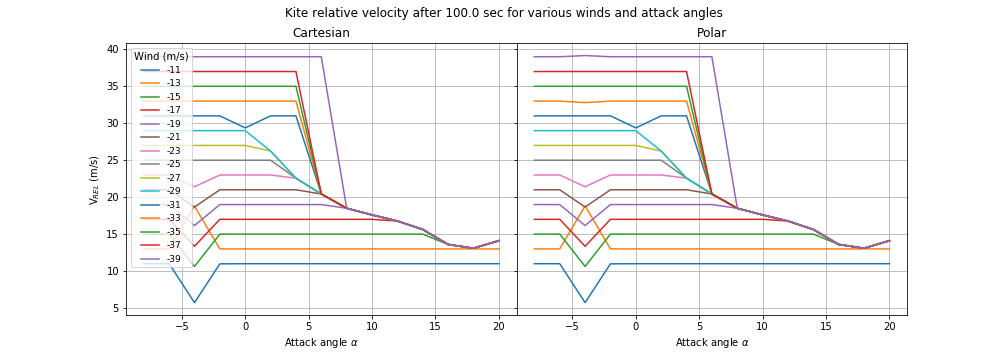 Kite relative velocity after 100.0 sec for various winds and attack angles
Cartesian
Polar
V_REL (m/s)
40
35
30
25
20
15
10
5
Wind (m/s)
-11
-13
-15
-17
-19
-21
-23
-25
-27
-29
-31
-33
-35
-37
-39
−5 0 5 10 15 20
−5 0 5 10 15 20
Attack angle α
Attack angle α